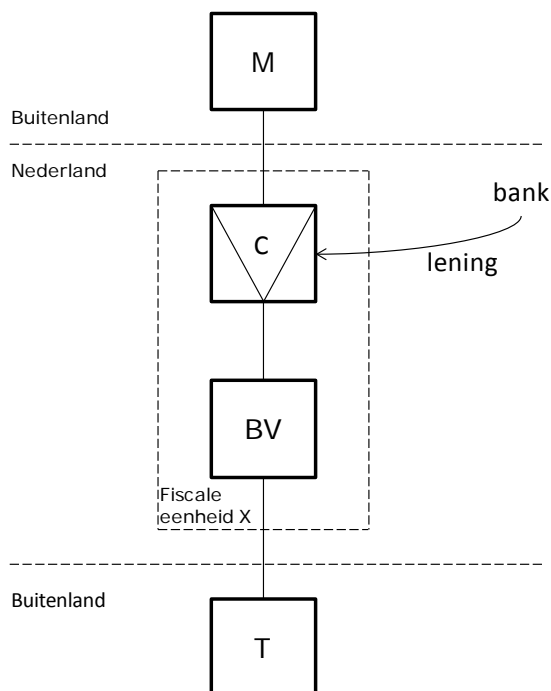 M
Buitenland
Nederland
bank
C
lening
BV
Fiscale
eenheid X
Buitenland
T